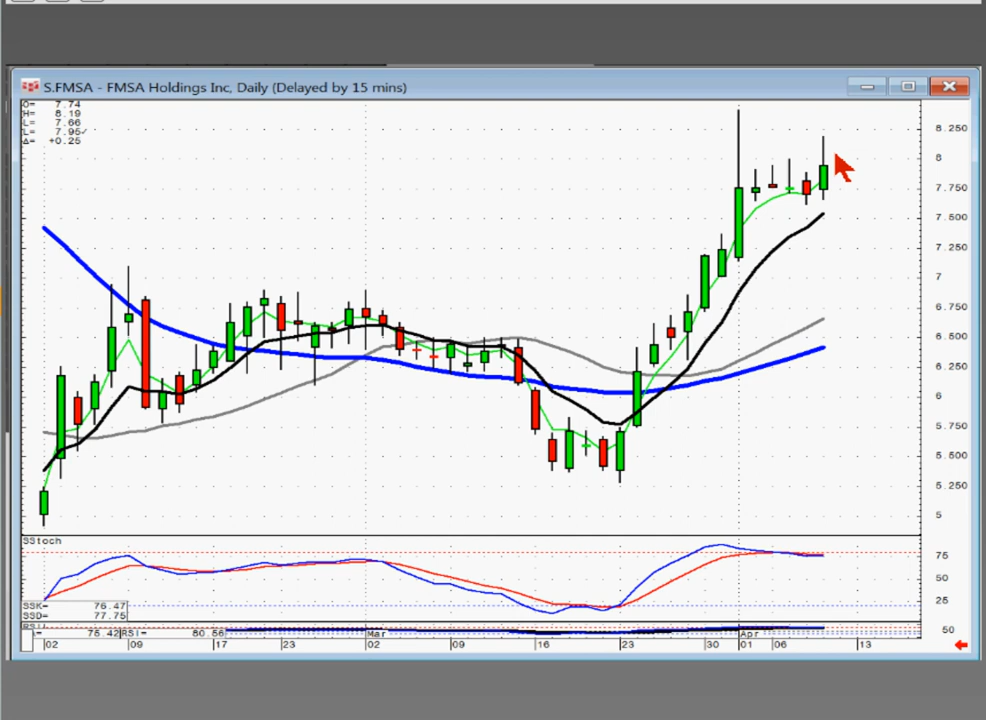 S.FMSA - FMSA Holdings Inc, Daily (Delayed by 15 mins)
O= 7.74
H= 8.19
L= 7.66
L= 7.95✓
Δ= +0.25
8.250
8
7.750
7.500
7.250
7
6.750
6.500
6.250
6
5.750
5.500
5.250
5
SStoch
75
50
25
SSK= 76.47
SSD= 77.75
RSI= 80.56
50
Mar
Apr
02
09
17
23
02
09
16
23
30
01
06
13